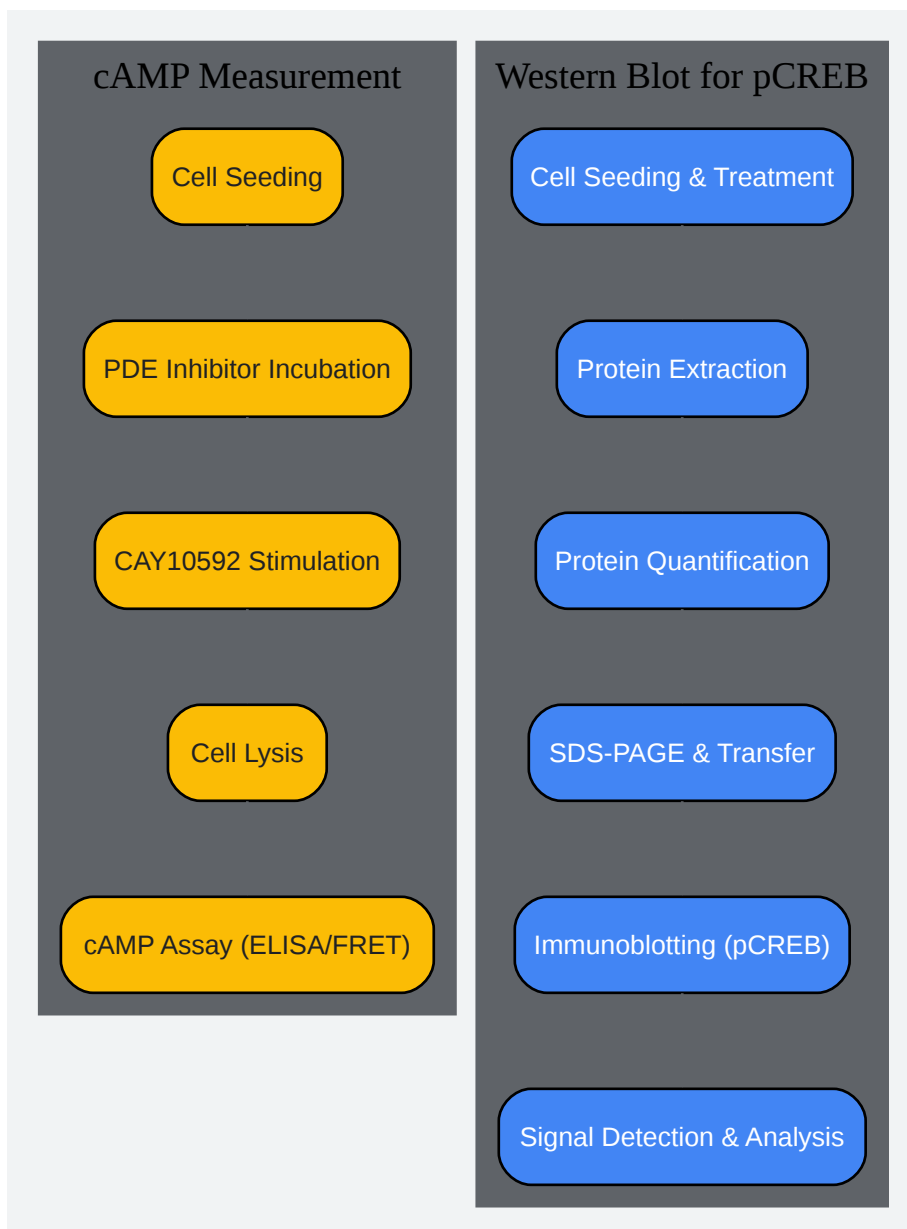 cAMP Measurement
Cell Seeding
PDE Inhibitor Incubation
CAY10592 Stimulation
Cell Lysis
cAMP Assay (ELISA/FRET)
Western Blot for pCREB
Cell Seeding & Treatment
Protein Extraction
Protein Quantification
SDS-PAGE & Transfer
Immunoblotting (pCREB)
Signal Detection & Analysis